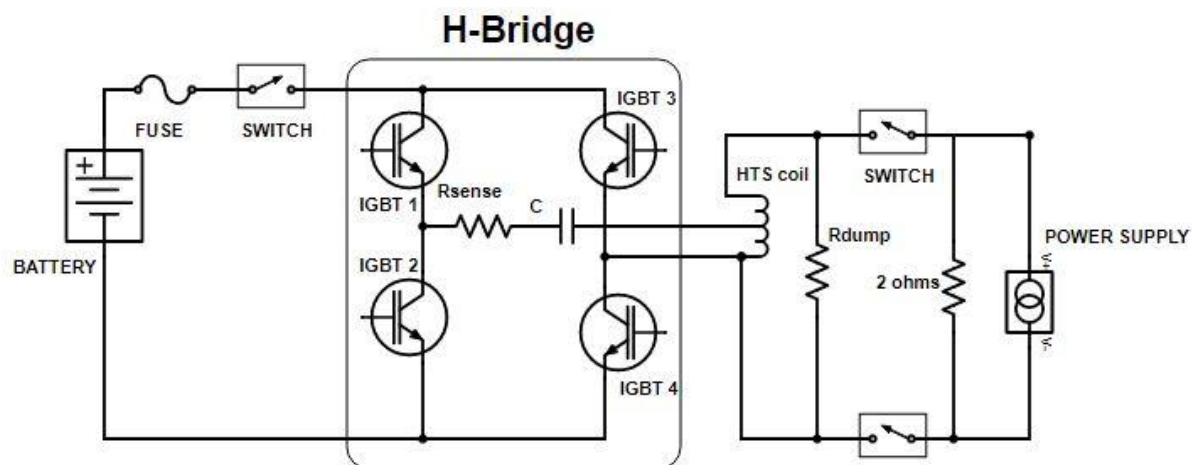 H-Bridge
IGBT 3
FUSE
SWITCH
+
HTS coil
SWITCH
Rsense
C
IGBT 1
Rdump
POWER SUPPLY
BATTERY
IGBT 2
2 ohms
V+
V-
IGBT 4